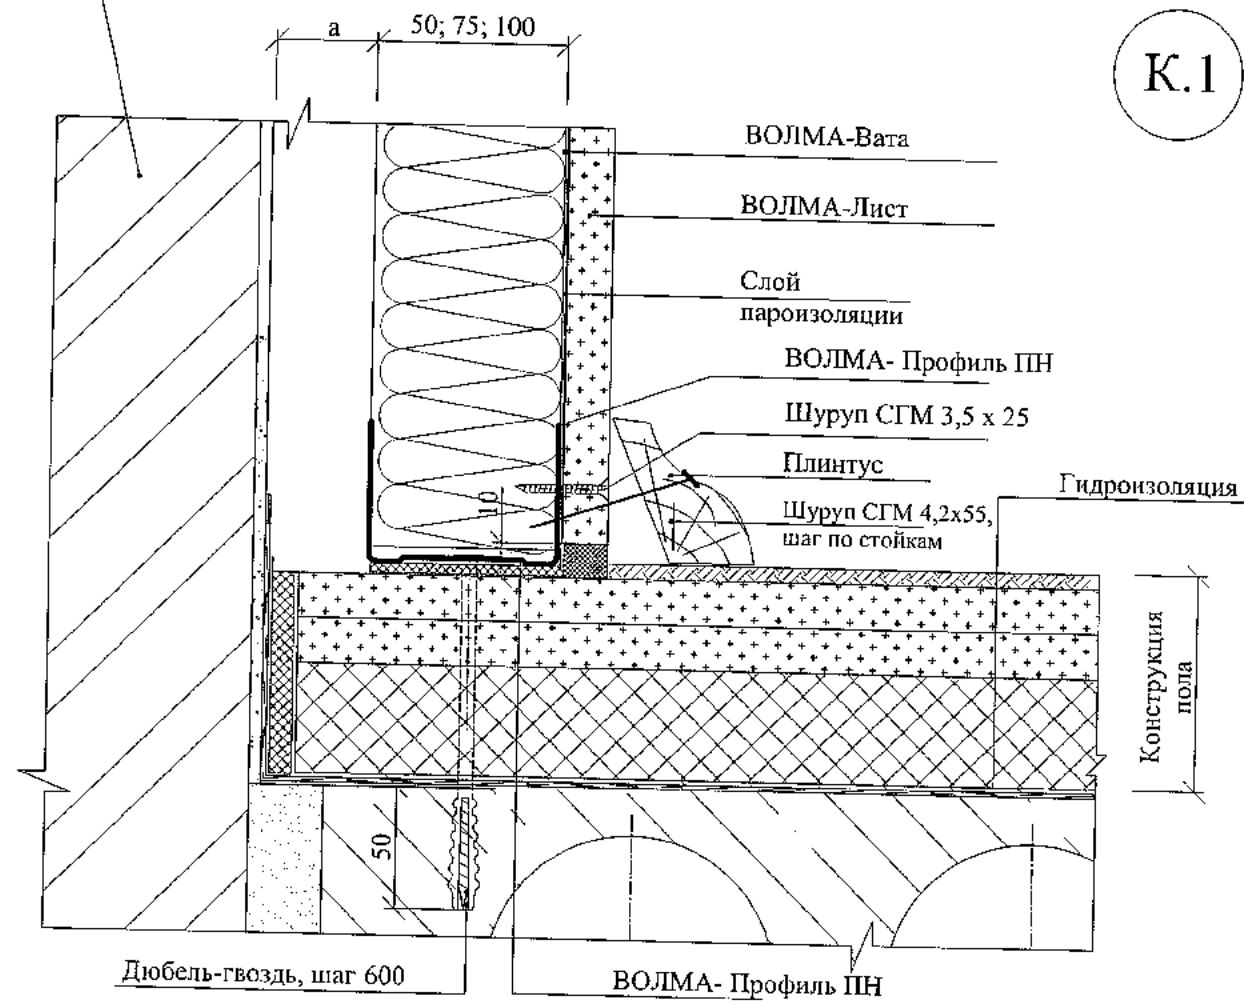 а
50; 75; 100
К.1
ВОЛМА-Вата
ВОЛМА-Лист
Слой
пароизоляции
ВОЛМА- Профиль ПН
Шуруп СГМ 3,5 х 25
Плинтус
Гидроизоляция
Шуруп СГМ 4,2х55,
шаг по стойкам
10
Конструкция
пола
50
Дюбель-гвоздь, шаг 600
ВОЛМА- Профиль ПН